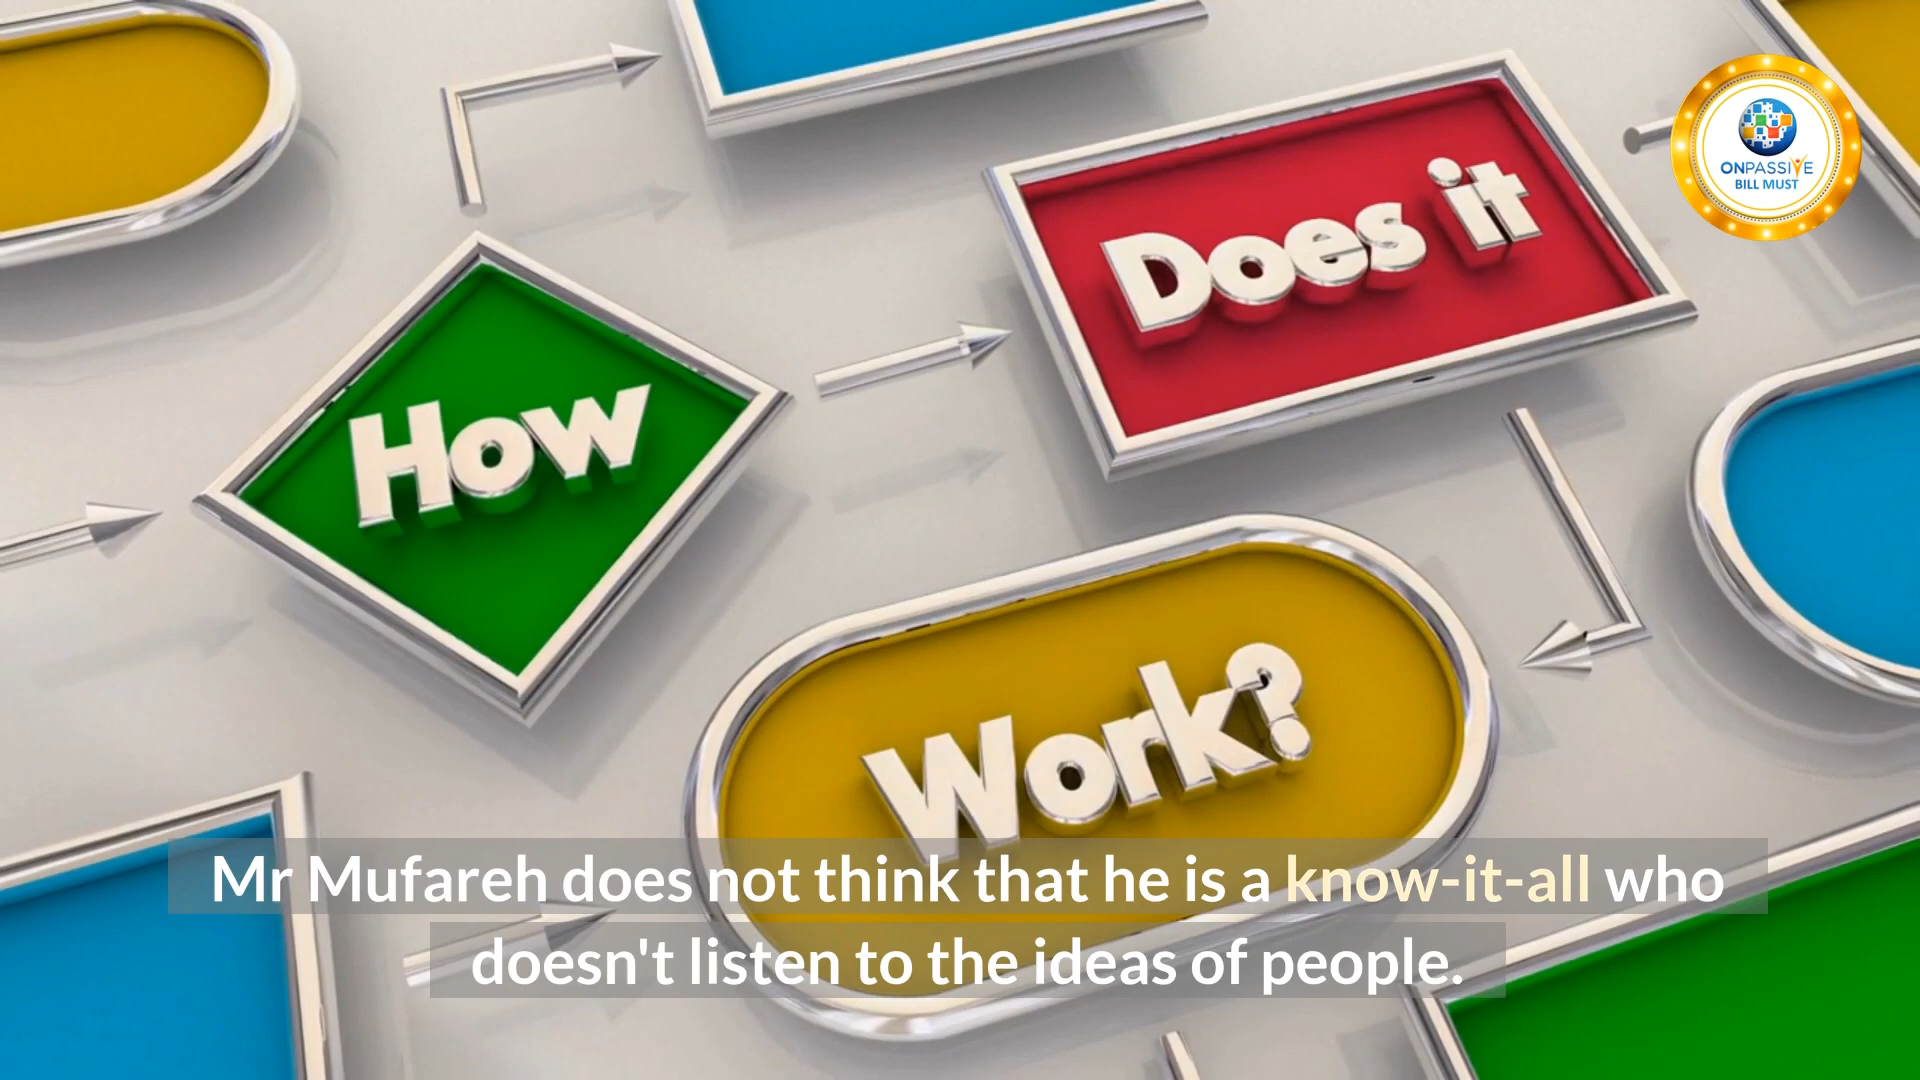 How
Does it
Work?
ONPASSIVE
BILL MUST
Mr Mufareh does not think that he is a know-it-all who
doesn't listen to the ideas of people.